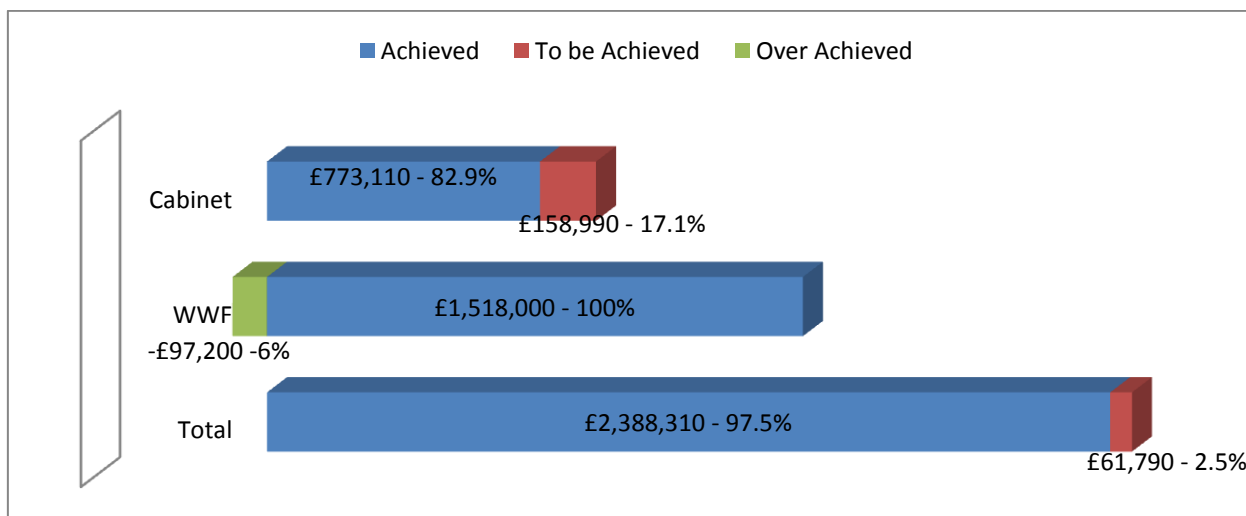 Achieved To be Achieved Over Achieved
£773,110 - 82.9%
Cabinet
£158,990 - 17.1%
£1,518,000 - 100%
WWF
-£97,200 -6%
£2,388,310 - 97.5%
Total
£61,790 - 2.5%